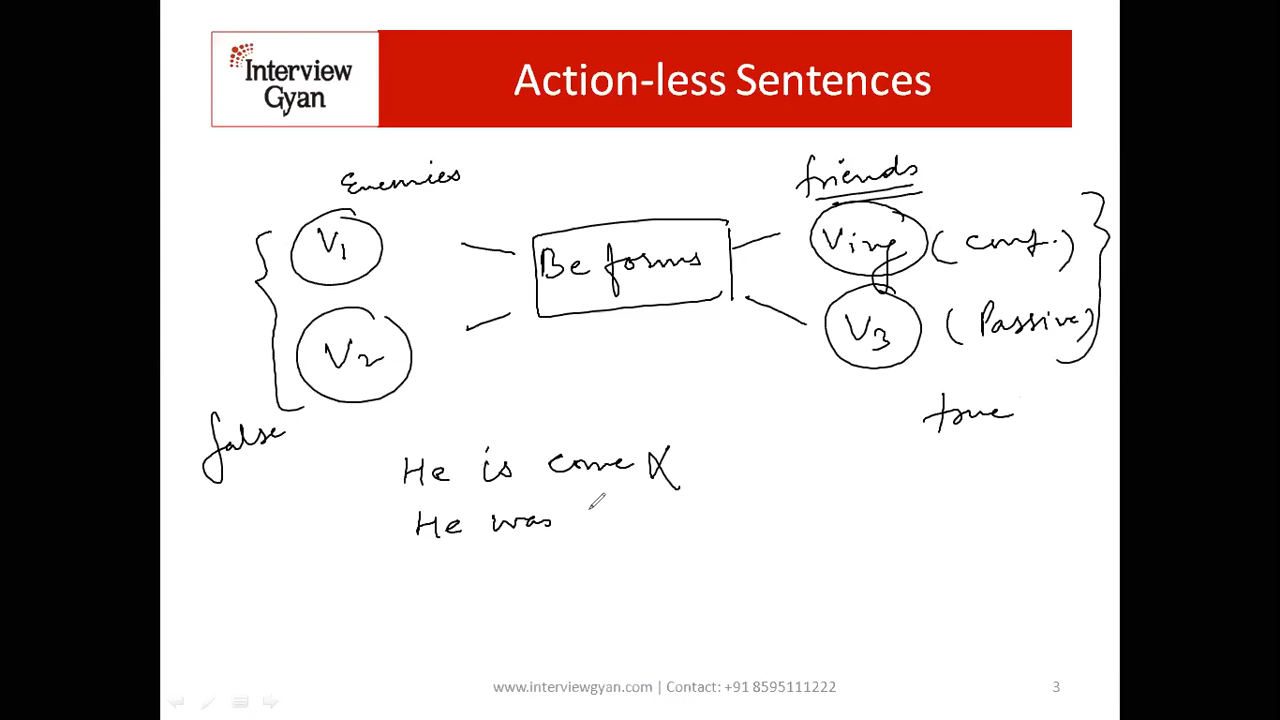 Interview
Gyan
Action-less Sentences
Enemies
friends
V1
Be forms
Ving (cont.)
V2
V3 (Passive)
false
true
He is come X
He was
www.interviewgyan.com | Contact: +91 8595111222
3